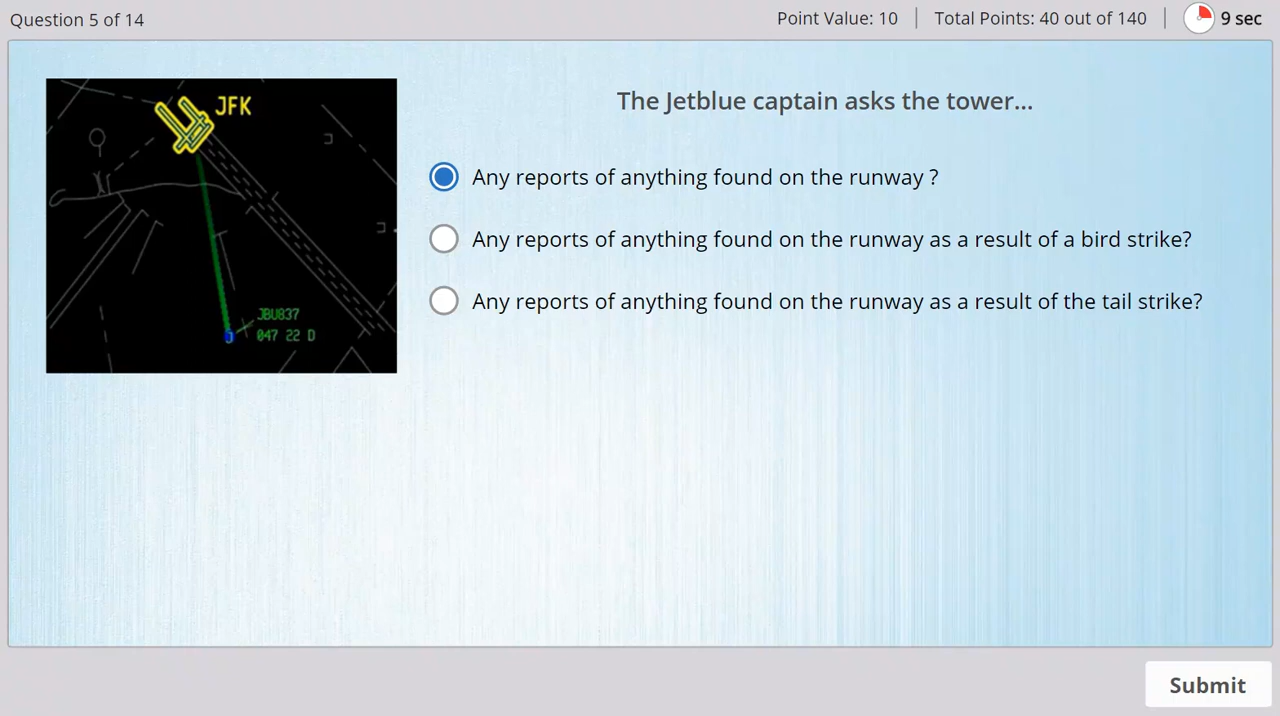 Question 5 of 14
Point Value: 10 | Total Points: 40 out of 140 | 9 sec
JFK
JBU837
047 22 D
The Jetblue captain asks the tower...
Any reports of anything found on the runway ?
Any reports of anything found on the runway as a result of a bird strike?
Any reports of anything found on the runway as a result of the tail strike?
Submit